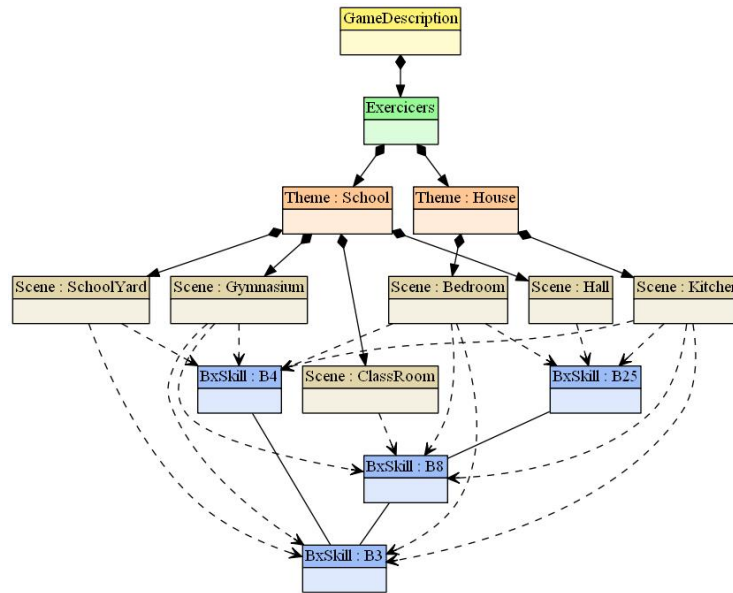 GameDescription
Exercicers
Theme : School
Theme : House
Scene : SchoolYard
Scene : Gymnasium
Scene : Bedroom
Scene : Hall
Scene : Kitchen
BxSkill : B4
Scene : ClassRoom
BxSkill : B25
BxSkill : B8
BxSkill : B3